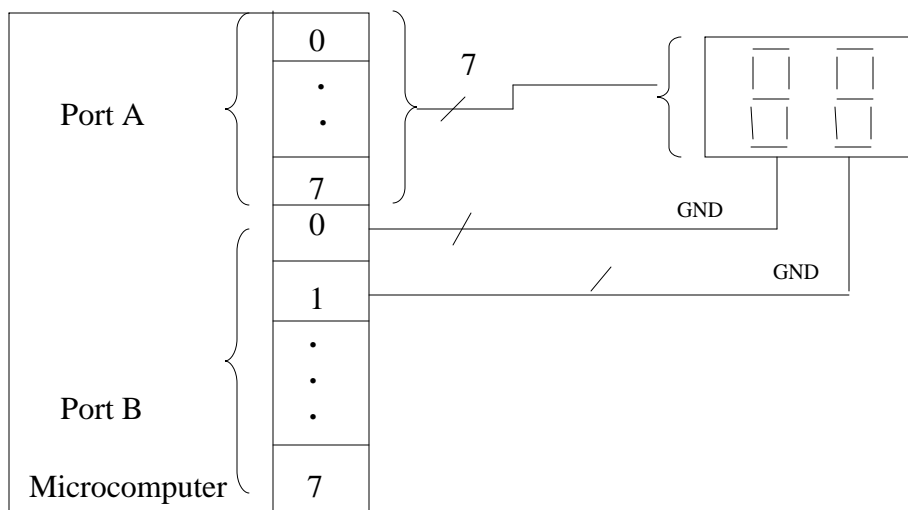 0
7
.
.
Port A
7
0
GND
1
GND
.
.
.
Port B
Microcomputer
7